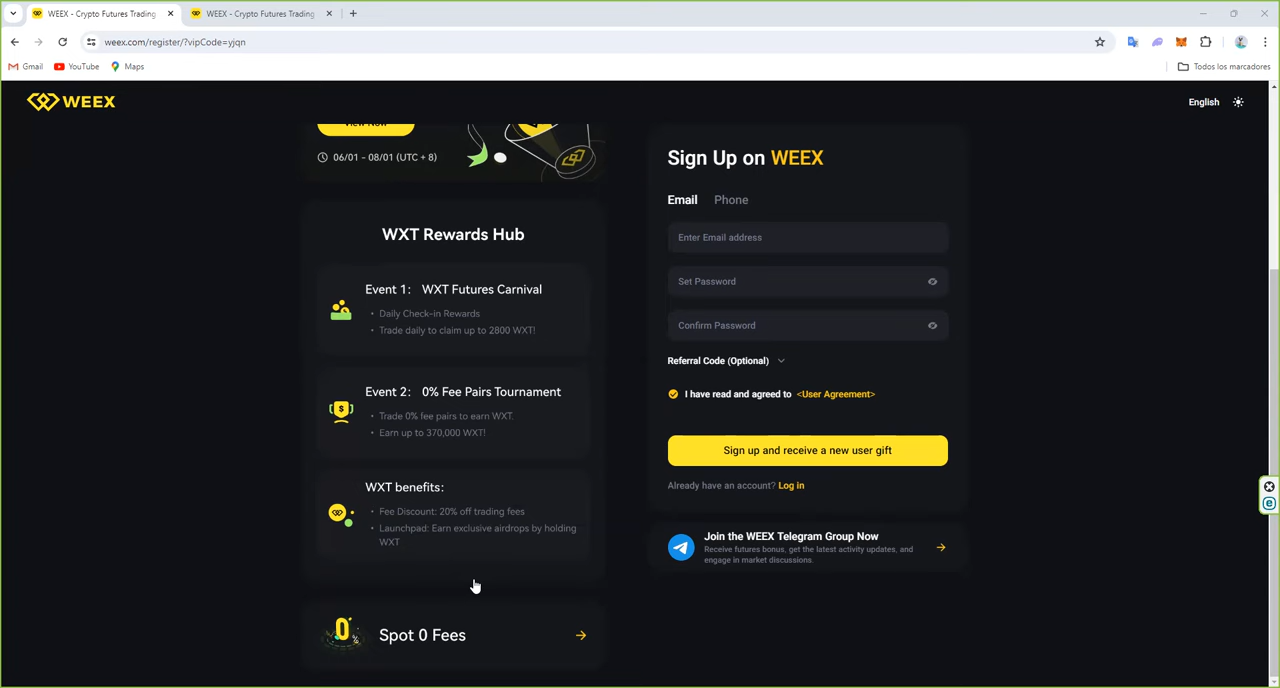 WEEX - Crypto Futures Trading
WEEX - Crypto Futures Trading
weex.com/register/?vipCode=yjqn
Gmail
YouTube
Maps
Todos los marcadores
WEEX
English
View Now
06/01 - 08/01 (UTC + 8)
WXT Rewards Hub
Event 1： WXT Futures Carnival
• Daily Check-in Rewards
• Trade daily to claim up to 2800 WXT!
Event 2： 0% Fee Pairs Tournament
• Trade 0% fee pairs to earn WXT.
• Earn up to 370,000 WXT!
WXT benefits:
• Fee Discount: 20% off trading fees
• Launchpad: Earn exclusive airdrops by holding
WXT
0
%
Spot 0 Fees
Sign Up on WEEX
Email Phone
Enter Email address
Set Password
Confirm Password
Referral Code (Optional)
I have read and agreed to <User Agreement>
Sign up and receive a new user gift
Already have an account? Log in
Join the WEEX Telegram Group Now
Receive futures bonus, get the latest activity updates, and
engage in market discussions.